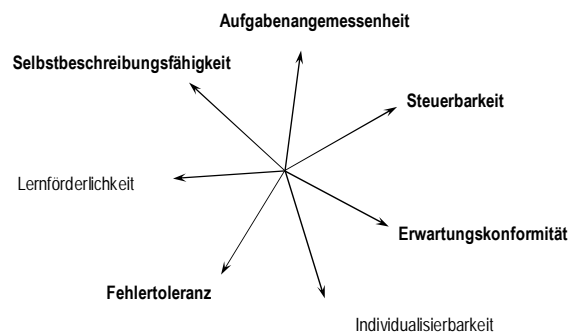 Aufgabenangemessenheit
Selbstbeschreibungsfähigkeit
Steuerbarkeit
Lernförderlichkeit
Erwartungskonformität
Fehlertoleranz
Individualisierbarkeit